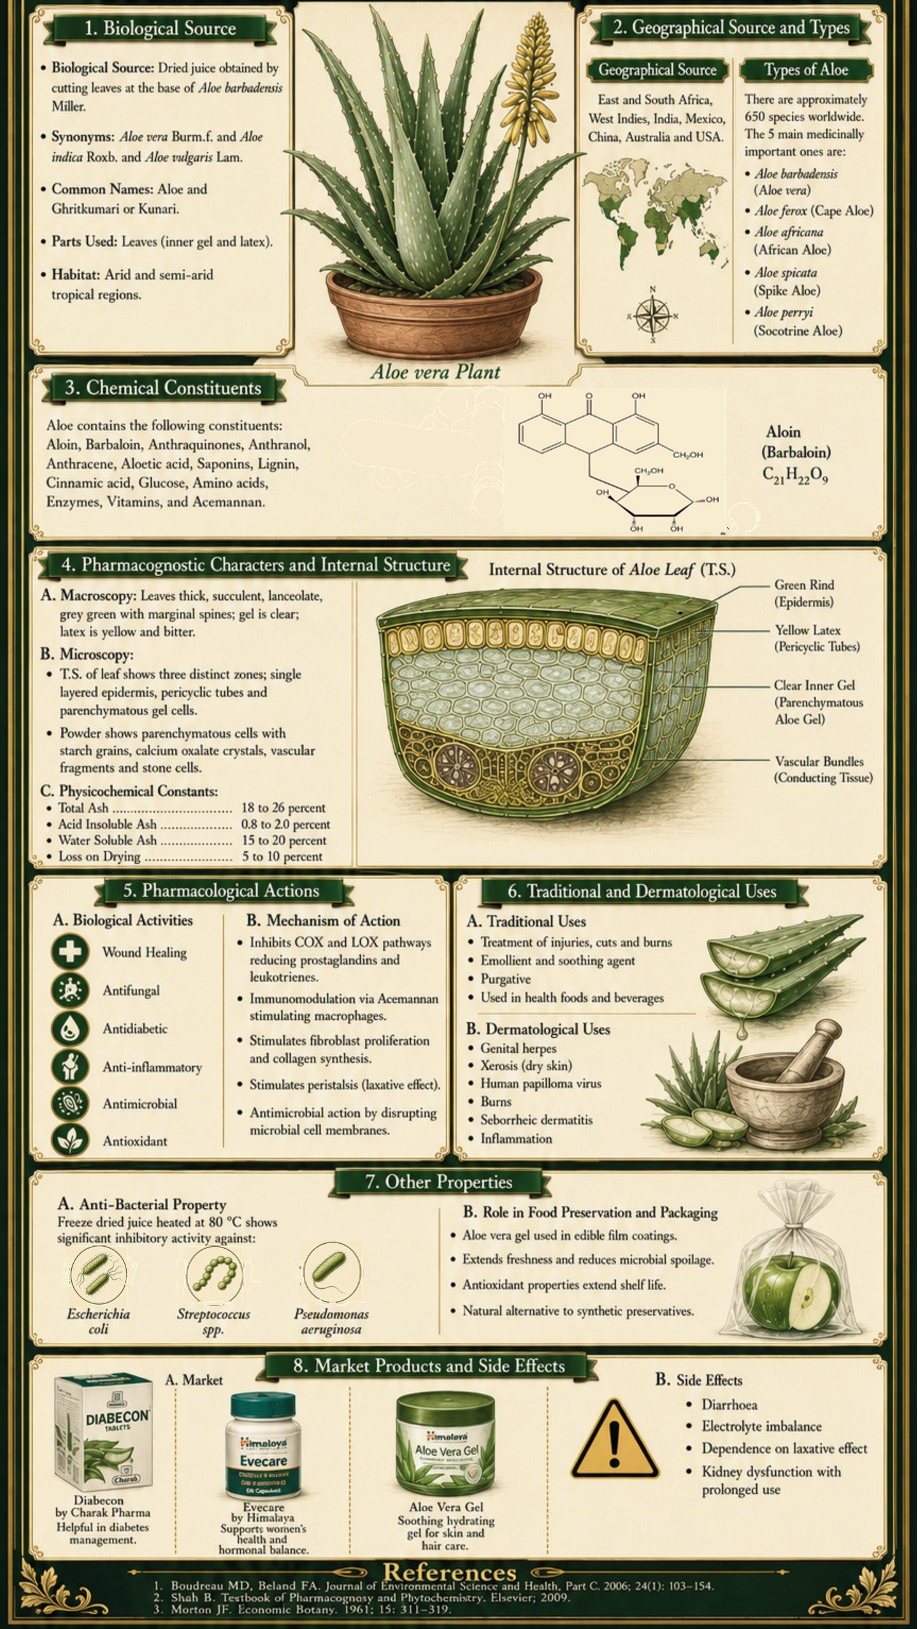 1. Biological Source
• Biological Source: Dried juice obtained by
cutting leaves at the base of Aloe barbadensis
Miller.
• Synonyms: Aloe vera Burm.f. and Aloe
indica Roxb. and Aloe vulgaris Lam.
• Common Names: Aloe and
Ghritkumari or Kunari.
• Parts Used: Leaves (inner gel and latex).
• Habitat: Arid and semi-arid
tropical regions.
Aloe vera Plant
2. Geographical Source and Types
Geographical Source
East and South Africa,
West Indies, India, Mexico,
China, Australia and USA.
N
W E
S
Types of Aloe
There are approximately
650 species worldwide.
The 5 main medicinally
important ones are:
• Aloe barbadensis
(Aloe vera)
• Aloe ferox (Cape Aloe)
• Aloe africana
(African Aloe)
• Aloe spicata
(Spike Aloe)
• Aloe perryi
(Socotrine Aloe)
3. Chemical Constituents
Aloe contains the following constituents:
Aloin, Barbaloin, Anthraquinones, Anthranol,
Anthracene, Aloetic acid, Saponins, Lignin,
Cinnamic acid, Glucose, Amino acids,
Enzymes, Vitamins, and Acemannan.
OH O OH
CH₂OH
CH₂OH
O
OH OH
OH OH
Aloin
(Barbaloin)
C₂₁H₂₂O₉
4. Pharmacognostic Characters and Internal Structure
A. Macroscopy: Leaves thick, succulent, lanceolate,
grey green with marginal spines; gel is clear;
latex is yellow and bitter.
B. Microscopy:
• T.S. of leaf shows three distinct zones; single
layered epidermis, pericyclic tubes and
parenchymatous gel cells.
• Powder shows parenchymatous cells with
starch grains, calcium oxalate crystals, vascular
fragments and stone cells.
C. Physicochemical Constants:
• Total Ash .............................. 18 to 26 percent
• Acid Insoluble Ash .................. 0.8 to 2.0 percent
• Water Soluble Ash .................. 15 to 20 percent
• Loss on Drying ...................... 5 to 10 percent
Internal Structure of Aloe Leaf (T.S.)
Green Rind
(Epidermis)
Yellow Latex
(Pericyclic Tubes)
Clear Inner Gel
(Parenchymatous
Aloe Gel)
Vascular Bundles
(Conducting Tissue)
5. Pharmacological Actions
A. Biological Activities
Wound Healing
Antifungal
Antidiabetic
Anti-inflammatory
Antimicrobial
Antioxidant
B. Mechanism of Action
• Inhibits COX and LOX pathways
reducing prostaglandins and
leukotrienes.
• Immunomodulation via Acemannan
stimulating macrophages.
• Stimulates fibroblast proliferation
and collagen synthesis.
• Stimulates peristalsis (laxative effect).
• Antimicrobial action by disrupting
microbial cell membranes.
6. Traditional and Dermatological Uses
A. Traditional Uses
• Treatment of injuries, cuts and burns
• Emollient and soothing agent
• Purgative
• Used in health foods and beverages
B. Dermatological Uses
• Genital herpes
• Xerosis (dry skin)
• Human papilloma virus
• Burns
• Seborrheic dermatitis
• Inflammation
7. Other Properties
A. Anti-Bacterial Property
Freeze dried juice heated at 80 °C shows
significant inhibitory activity against:
Escherichia
coli
Streptococcus
spp.
Pseudomonas
aeruginosa
B. Role in Food Preservation and Packaging
• Aloe vera gel used in edible film coatings.
• Extends freshness and reduces microbial spoilage.
• Antioxidant properties extend shelf life.
• Natural alternative to synthetic preservatives.
8. Market Products and Side Effects
A. Market
DIABECON
TABLETS
Charak
Diabecon
by Charak Pharma
Helpful in diabetes
management.
Himalaya
Evecare
Evecare
by Himalaya
Supports women's
health and
hormonal balance.
Himalaya
Aloe Vera Gel
Aloe Vera Gel
Soothing hydrating
gel for skin and
hair care.
B. Side Effects
• Diarrhoea
• Electrolyte imbalance
• Dependence on laxative effect
• Kidney dysfunction with
prolonged use
References
1. Boudreau MD, Beland FA. Journal of Environmental Science and Health, Part C. 2006; 24(1): 103–154.
2. Shah B. Textbook of Pharmacognosy and Phytochemistry. Elsevier; 2009.
3. Morton JF. Economic Botany. 1961; 15: 311–319.